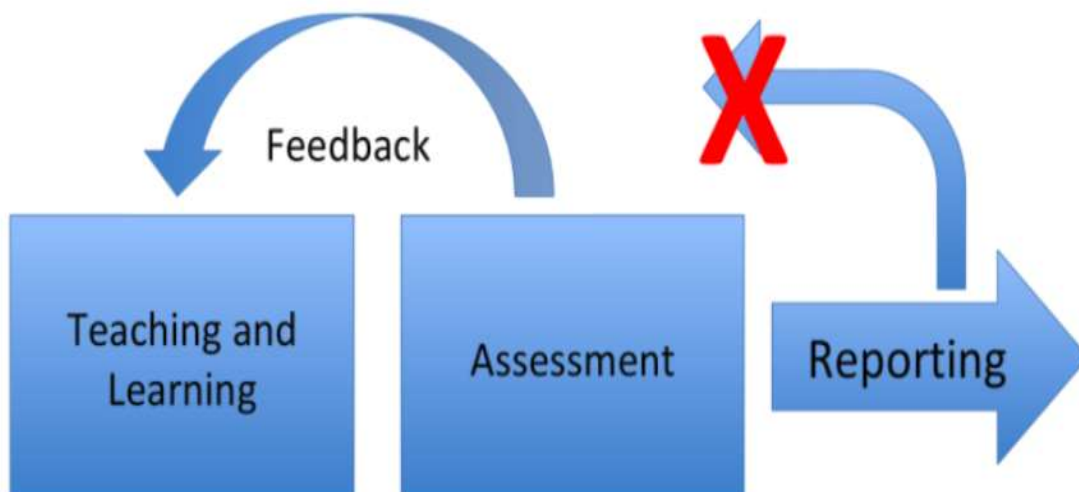 Feedback
X
Teaching and
Learning
Assessment
Reporting